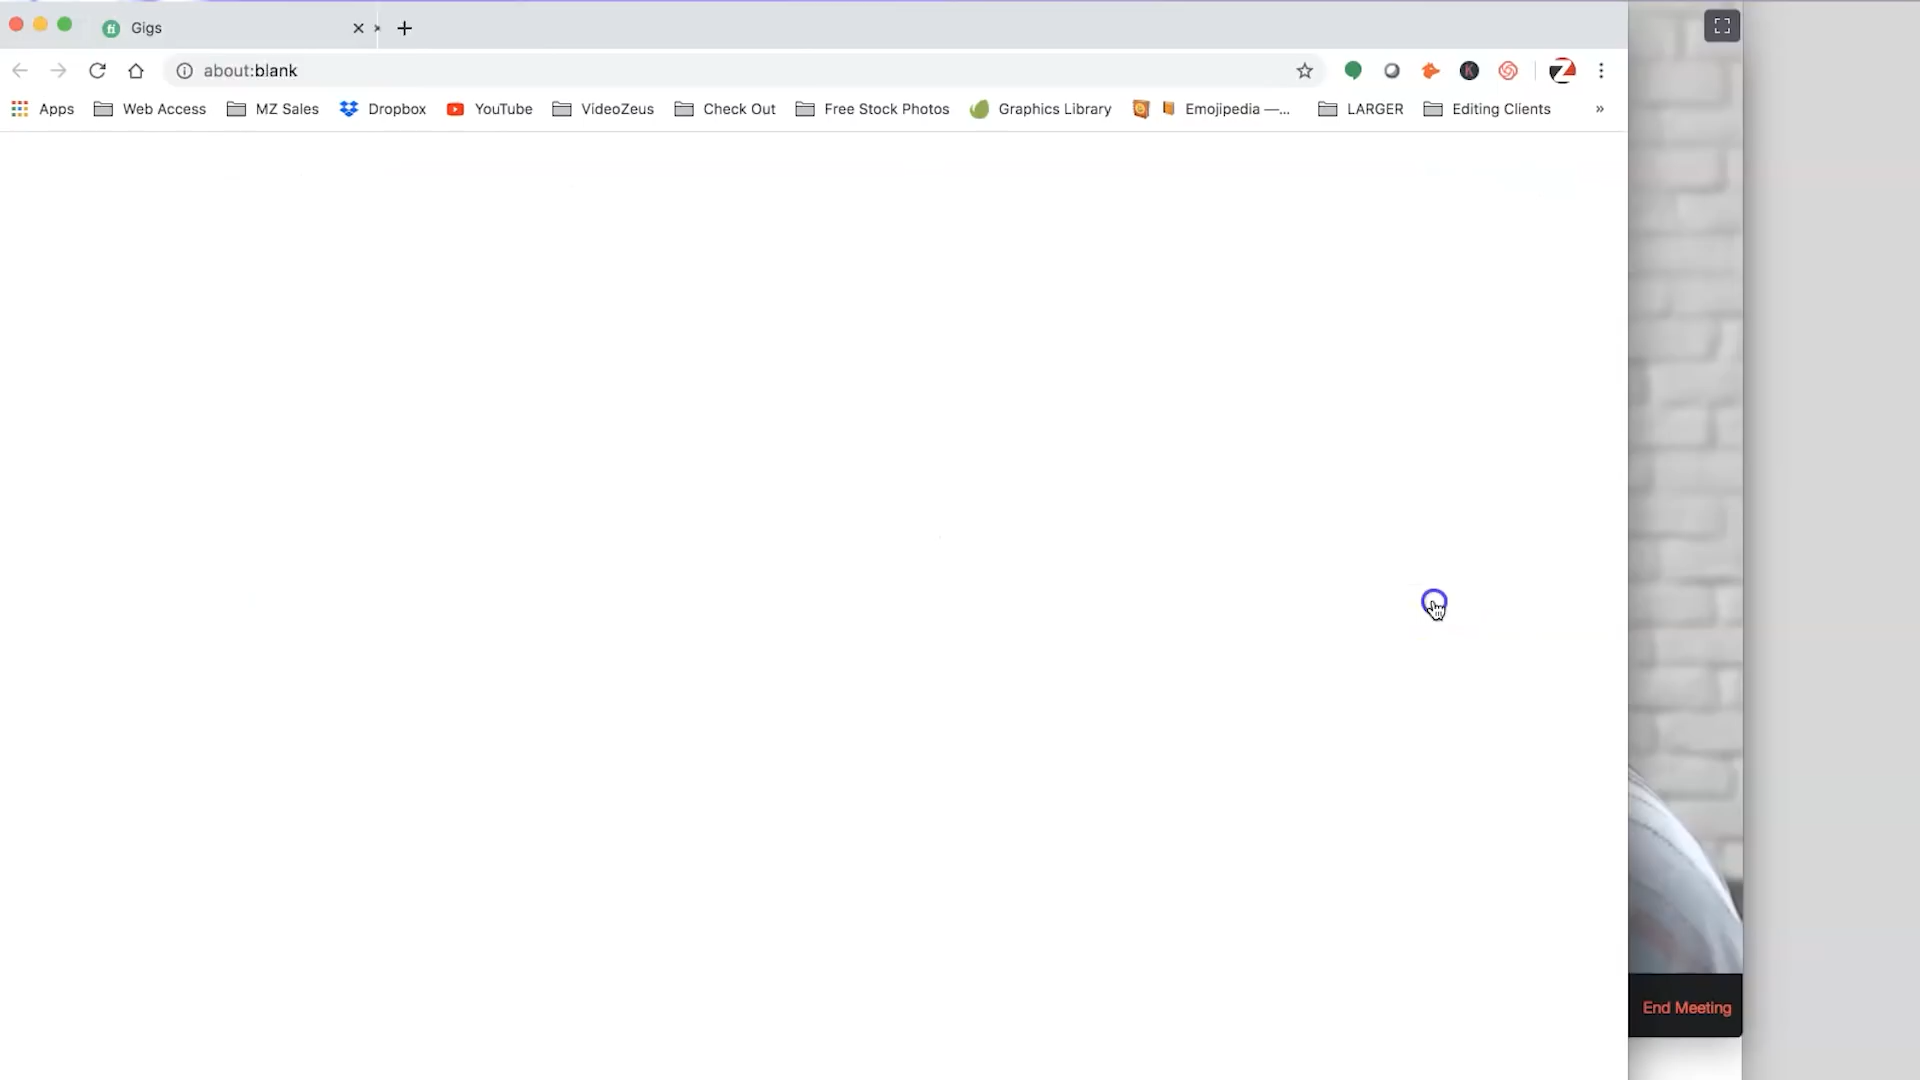 Gigs
about:blank
Apps Web Access MZ Sales Dropbox YouTube VideoZeus Check Out Free Stock Photos Graphics Library Emojipedia —... LARGER Editing Clients »
End Meeting